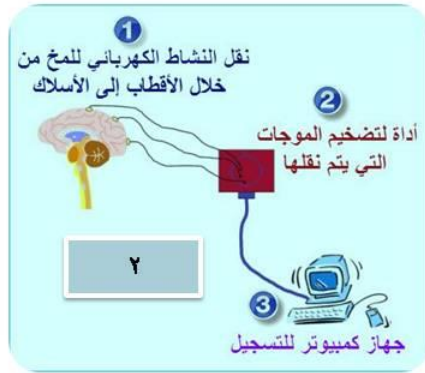 1
نقل النشاط الكهربائي للمخ من
خلال الأقطاب إلى الأسلاك
2
أداة لتضخيم الموجات
التي يتم نقلها
٢
3
جهاز كمبيوتر للتسجيل